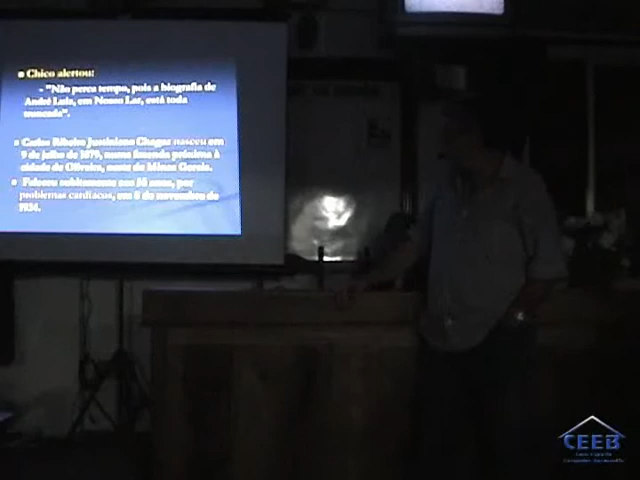 Chico alertou:
- "Não perca tempo, pois a biografia de
André Luiz, em Nosso Lar, está toda
truncada".
Carlos Ribeiro Justiniano Chagas nasceu em
9 de julho de 1879, numa fazenda próxima à
cidade de Oliveira, oeste de Minas Gerais.
Faleceu subitamente aos 55 anos, por
problemas cardíacos, em 8 de novembro de
1934.
CEEB